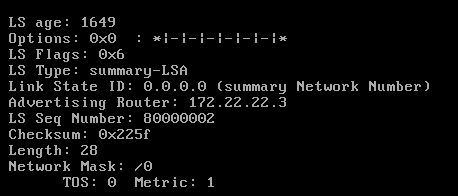 LS age: 1649
Options: 0x0  : *|-|-|-|-|-|-|*
LS Flags: 0x6
LS Type: summary-LSA
Link State ID: 0.0.0.0 (summary Network Number)
Advertising Router: 172.22.22.3
LS Seq Number: 80000002
Checksum: 0x225f
Length: 28
Network Mask: /0
TOS: 0  Metric: 1